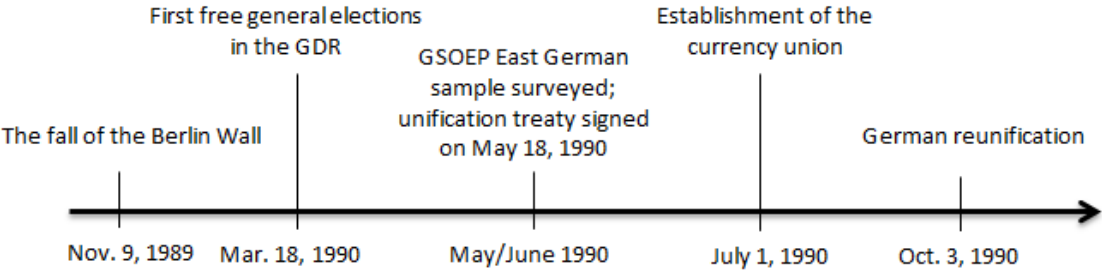 First free general elections
in the GDR
Establishment of the
currency union
GSOEP East German
sample surveyed;
unification treaty signed
on May 18, 1990
The fall of the Berlin Wall
German reunification
Nov. 9, 1989
Mar. 18, 1990
May/June 1990
July 1, 1990
Oct. 3, 1990